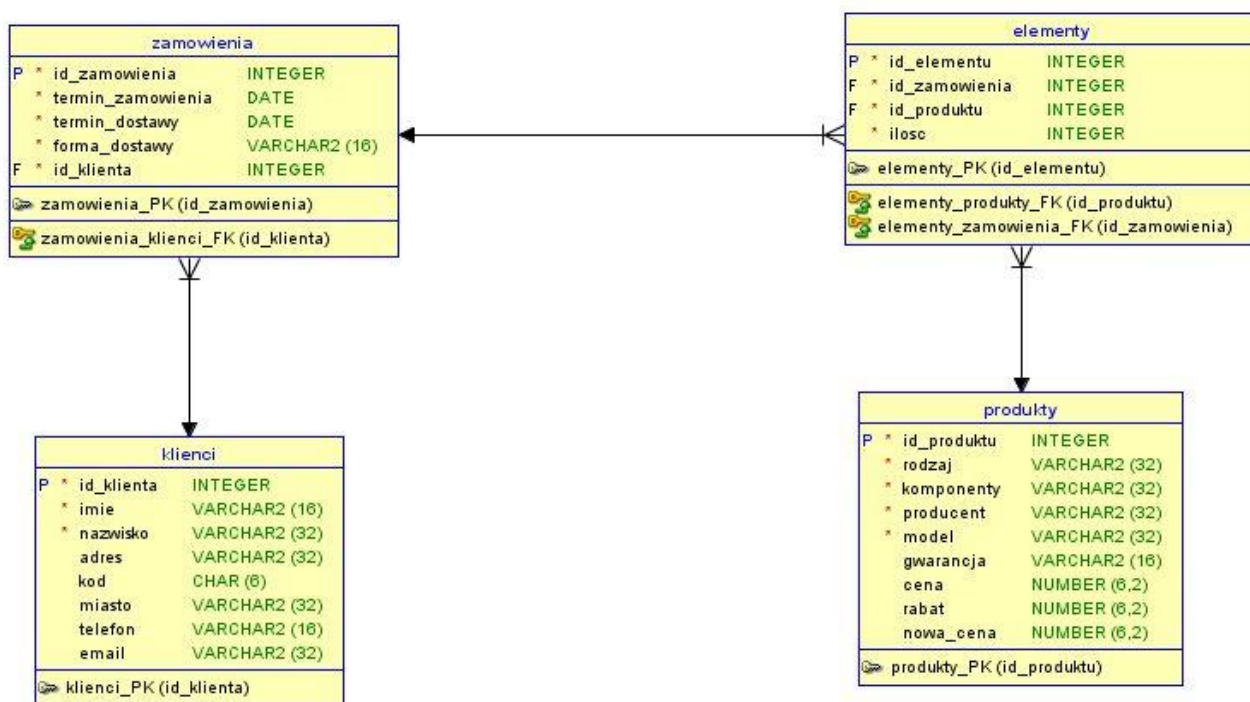 zamowienia
P * id_zamowienia INTEGER
* termin_zamowienia DATE
* termin_dostawy DATE
* forma_dostawy VARCHAR2 (16)
F * id_klienta INTEGER
zamowienia_PK (id_zamowienia)
zamowienia_klienci_FK (id_klienta)
elementy
P * id_elementu INTEGER
F * id_zamowienia INTEGER
F * id_produktu INTEGER
* ilosc INTEGER
elementy_PK (id_elementu)
elementy_produkty_FK (id_produktu)
elementy_zamowienia_FK (id_zamowienia)
klienci
P * id_klienta INTEGER
* imie VARCHAR2 (16)
* nazwisko VARCHAR2 (32)
adres VARCHAR2 (32)
kod CHAR (6)
miasto VARCHAR2 (32)
telefon VARCHAR2 (16)
email VARCHAR2 (32)
klienci_PK (id_klienta)
produkty
P * id_produktu INTEGER
* rodzaj VARCHAR2 (32)
* komponenty VARCHAR2 (32)
* producent VARCHAR2 (32)
* model VARCHAR2 (32)
gwarancja VARCHAR2 (16)
cena NUMBER (6,2)
rabat NUMBER (6,2)
nowa_cena NUMBER (6,2)
produkty_PK (id_produktu)